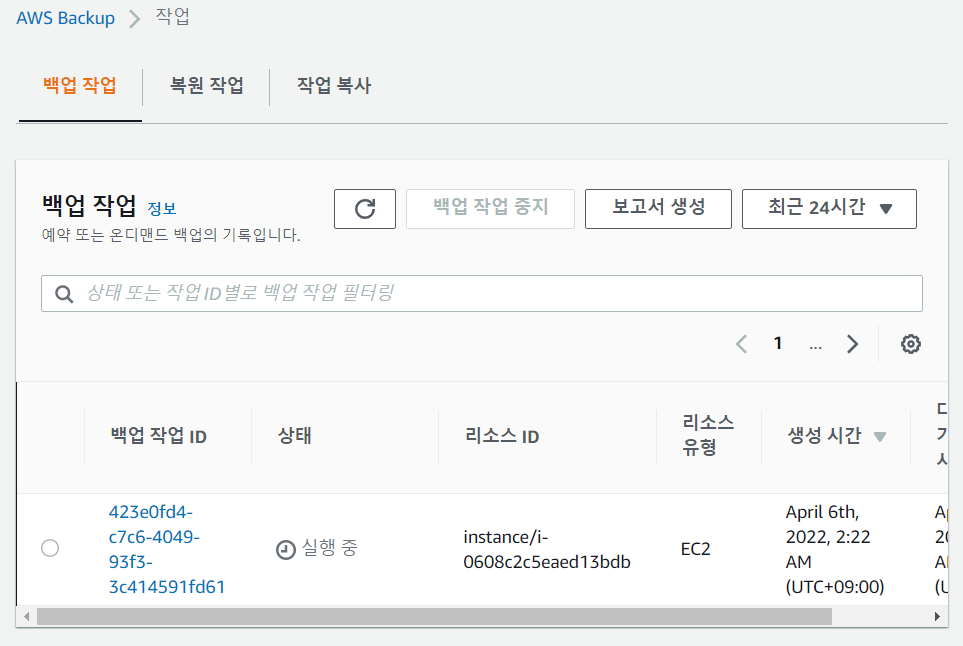 AWS Backup > 작업
백업 작업 복원 작업 작업 복사
백업 작업 정보
예약 또는 온디맨드 백업의 기록입니다.
백업 작업 중지 보고서 생성 최근 24시간
상태 또는 작업 ID별로 백업 작업 필터링
1 ...
백업 작업 ID 상태 리소스 ID 리소스 유형 생성 시간
423e0fd4-
c7c6-4049-
93f3-
3c414591fd61
실행 중
instance/i-
0608c2c5eaed13bdb
EC2
April 6th,
2022, 2:22
AM
(UTC+09:00)